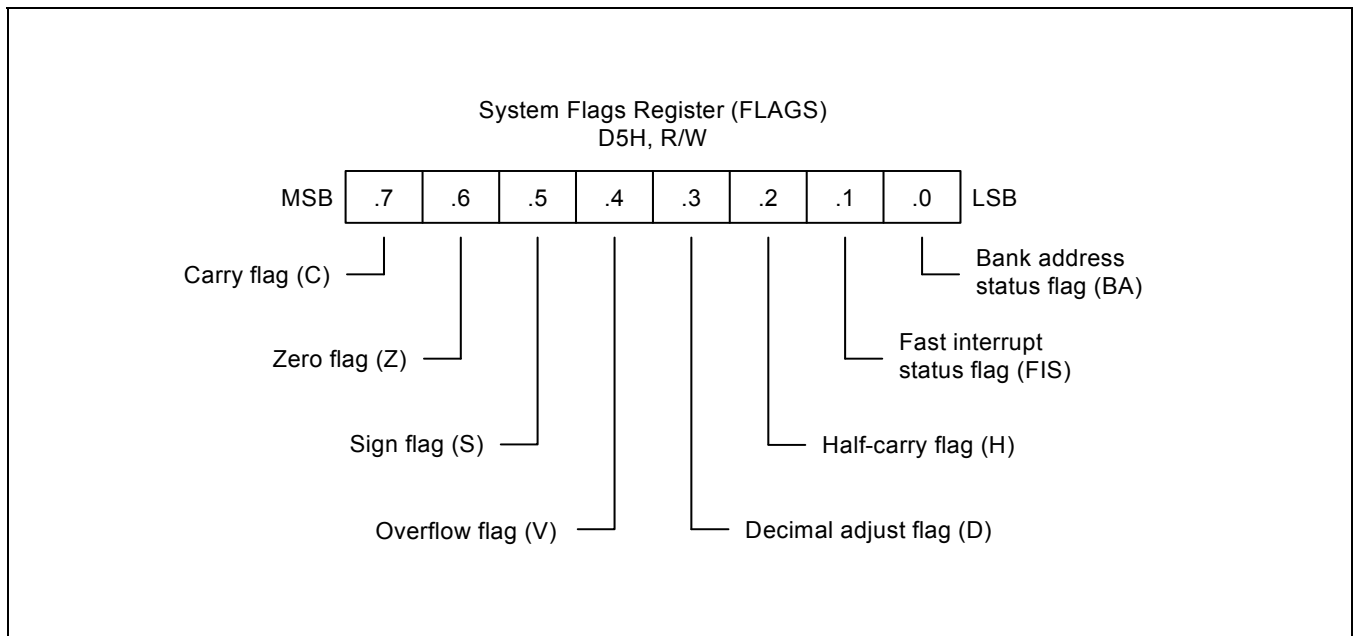 System Flags Register (FLAGS)
D5H, R/W
MSB .7 .6 .5 .4 .3 .2 .1 .0 LSB
Carry flag (C)
Bank address
status flag (BA)
Zero flag (Z)
Fast interrupt
status flag (FIS)
Sign flag (S)
Half-carry flag (H)
Overflow flag (V)
Decimal adjust flag (D)